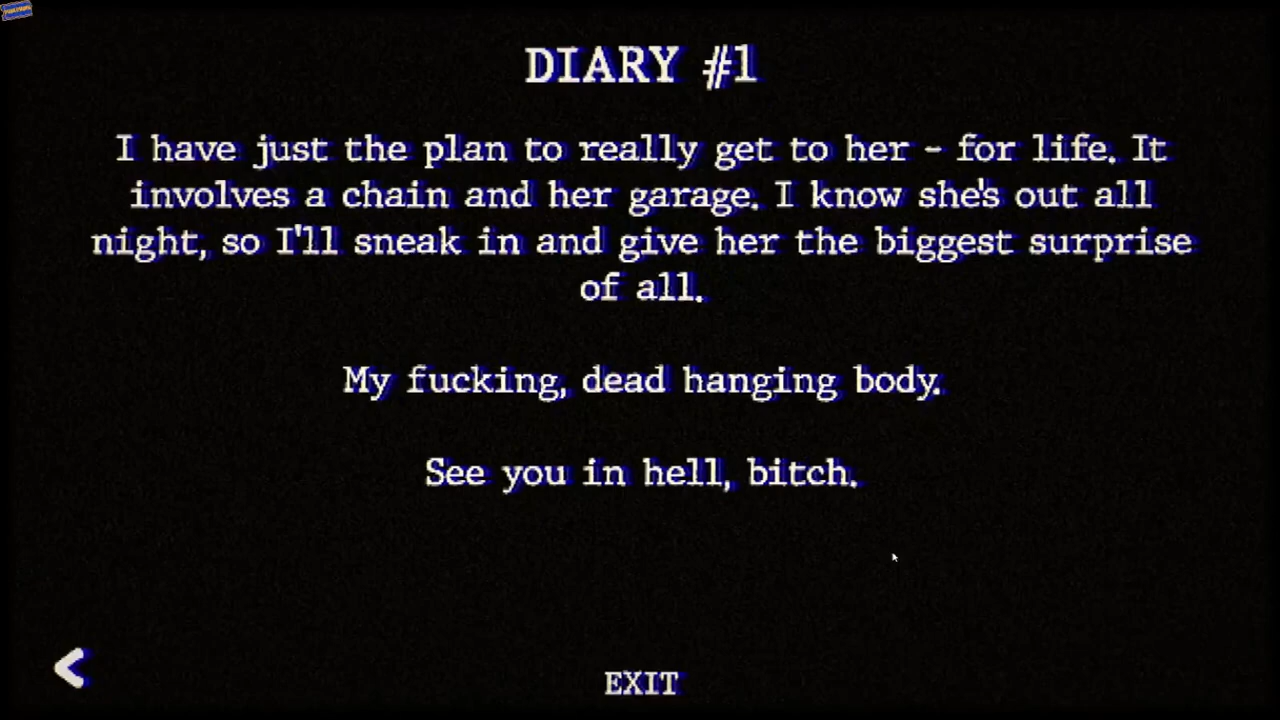 DIARY #1
I have just the plan to really get to her - for life. It
involves a chain and her garage. I know she's out all
night, so I'll sneak in and give her the biggest surprise
of all.
My fucking, dead hanging body.
See you in hell, bitch.
EXIT